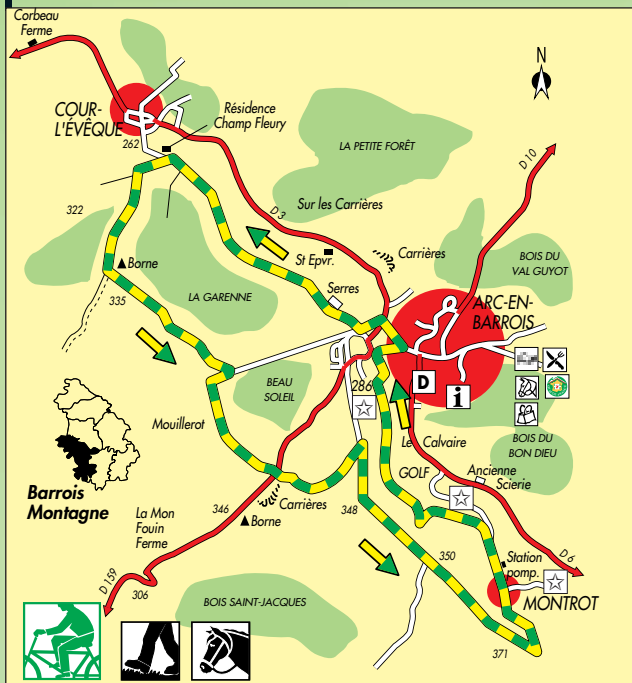 Corbeau
Ferme
N
COUR-
L'ÉVÊQUE
Résidence
Champ Fleury
262
LA PETITE FORÊT
D 10
322
Sur les Carrières
D 3
St Epvr.
Carrières
BOIS DU
VAL GUYOT
Borne
335
LA GARENNE
Serres
ARC-EN-
BARROIS
BEAU
SOLEIL
286
D
i
Mouillerot
Le Calvaire
BOIS DU
BON DIEU
GOLF
Ancienne
Scierie
Barrois
Montagne
La Mon
Fouin
Ferme
346
Carrières
Borne
348
350
Station
pomp.
D 6
D 159
306
BOIS SAINT-JACQUES
MONTROT
371